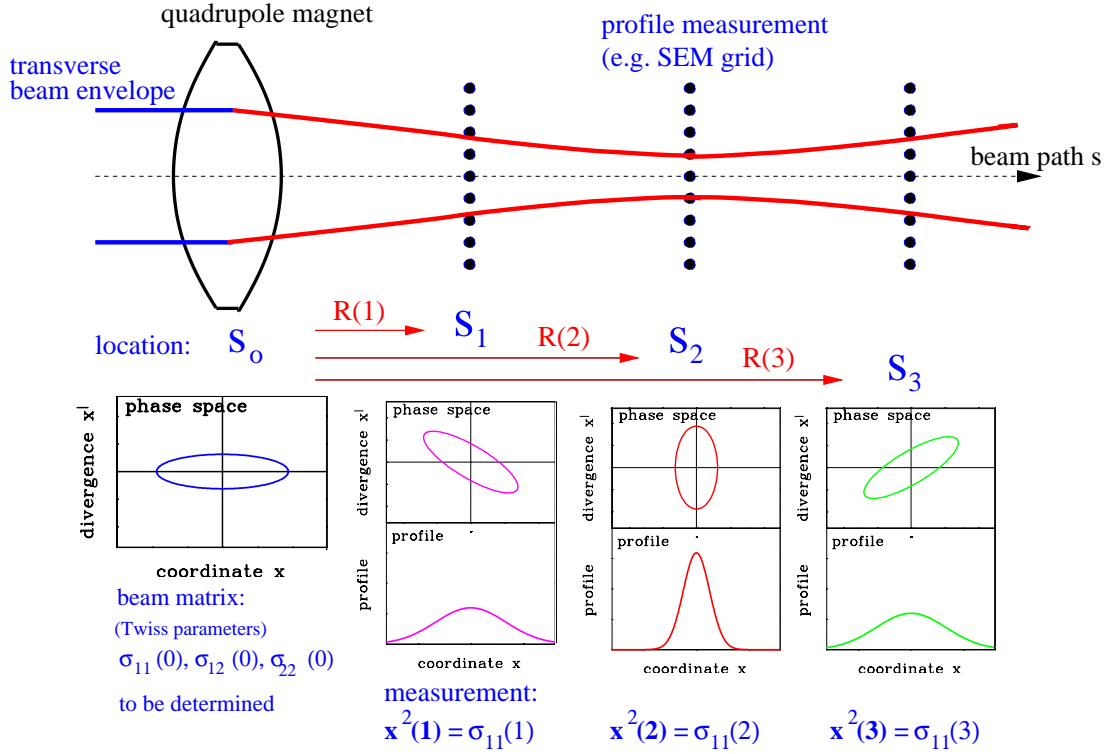 quadrupole magnet
profile measurement
(e.g. SEM grid)
transverse
beam envelope
beam path s
location:
s₀
R(1)
s₁
R(2)
s₂
R(3)
s₃
phase space
divergence x|
coordinate x
phase space
divergence x|
profile
profile
coordinate x
phase space
divergence x|
profile
profile
coordinate x
phase space
divergence x|
profile
profile
coordinate x
beam matrix:
(Twiss parameters)
σ₁₁ (0), σ₁₂ (0), σ₂₂ (0)
to be determined
measurement:
x²(1) = σ₁₁(1)
x²(2) = σ₁₁(2)
x²(3) = σ₁₁(3)